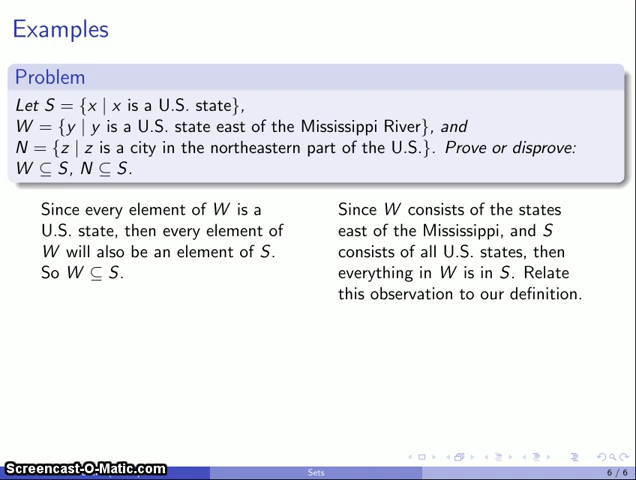 Examples
Problem
Let S = {x | x is a U.S. state},
W = {y | y is a U.S. state east of the Mississippi River}, and
N = {z | z is a city in the northeastern part of the U.S.}. Prove or disprove:
W ⊆ S, N ⊆ S.
Since every element of W is a
U.S. state, then every element of
W will also be an element of S.
So W ⊆ S.
Since W consists of the states
east of the Mississippi, and S
consists of all U.S. states, then
everything in W is in S. Relate
this observation to our definition.
Screencast-O-Matic.com
Sets
6 / 6